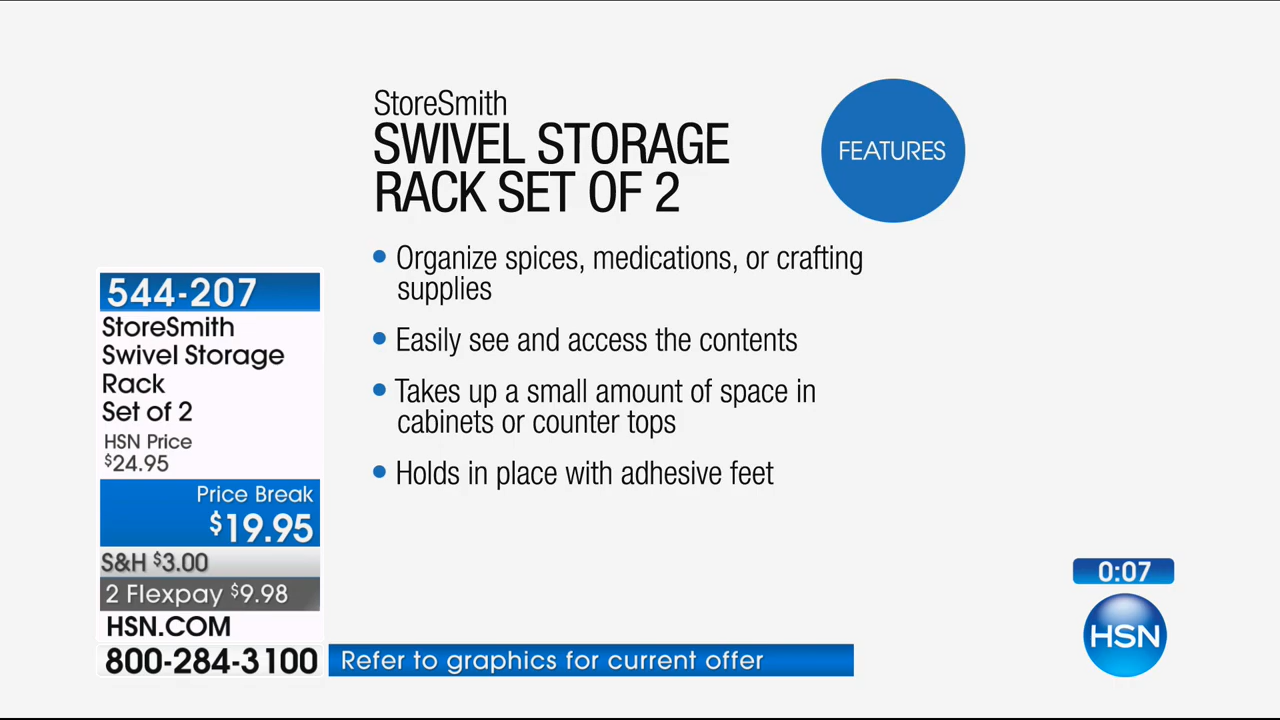 StoreSmith
SWIVEL STORAGE
RACK SET OF 2
FEATURES
• Organize spices, medications, or crafting
supplies
• Easily see and access the contents
• Takes up a small amount of space in
cabinets or counter tops
• Holds in place with adhesive feet
544-207
StoreSmith
Swivel Storage
Rack
Set of 2
HSN Price
$24.95
Price Break
$19.95
S&H $3.00
2 Flexpay $9.98
HSN.COM
800-284-3100
Refer to graphics for current offer
0:07
HSN